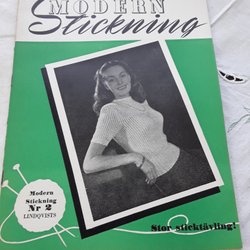 MODERN
Stickning
Modern
Stickning
Nr 2
LINDQVISTS
Stor sticktävling!